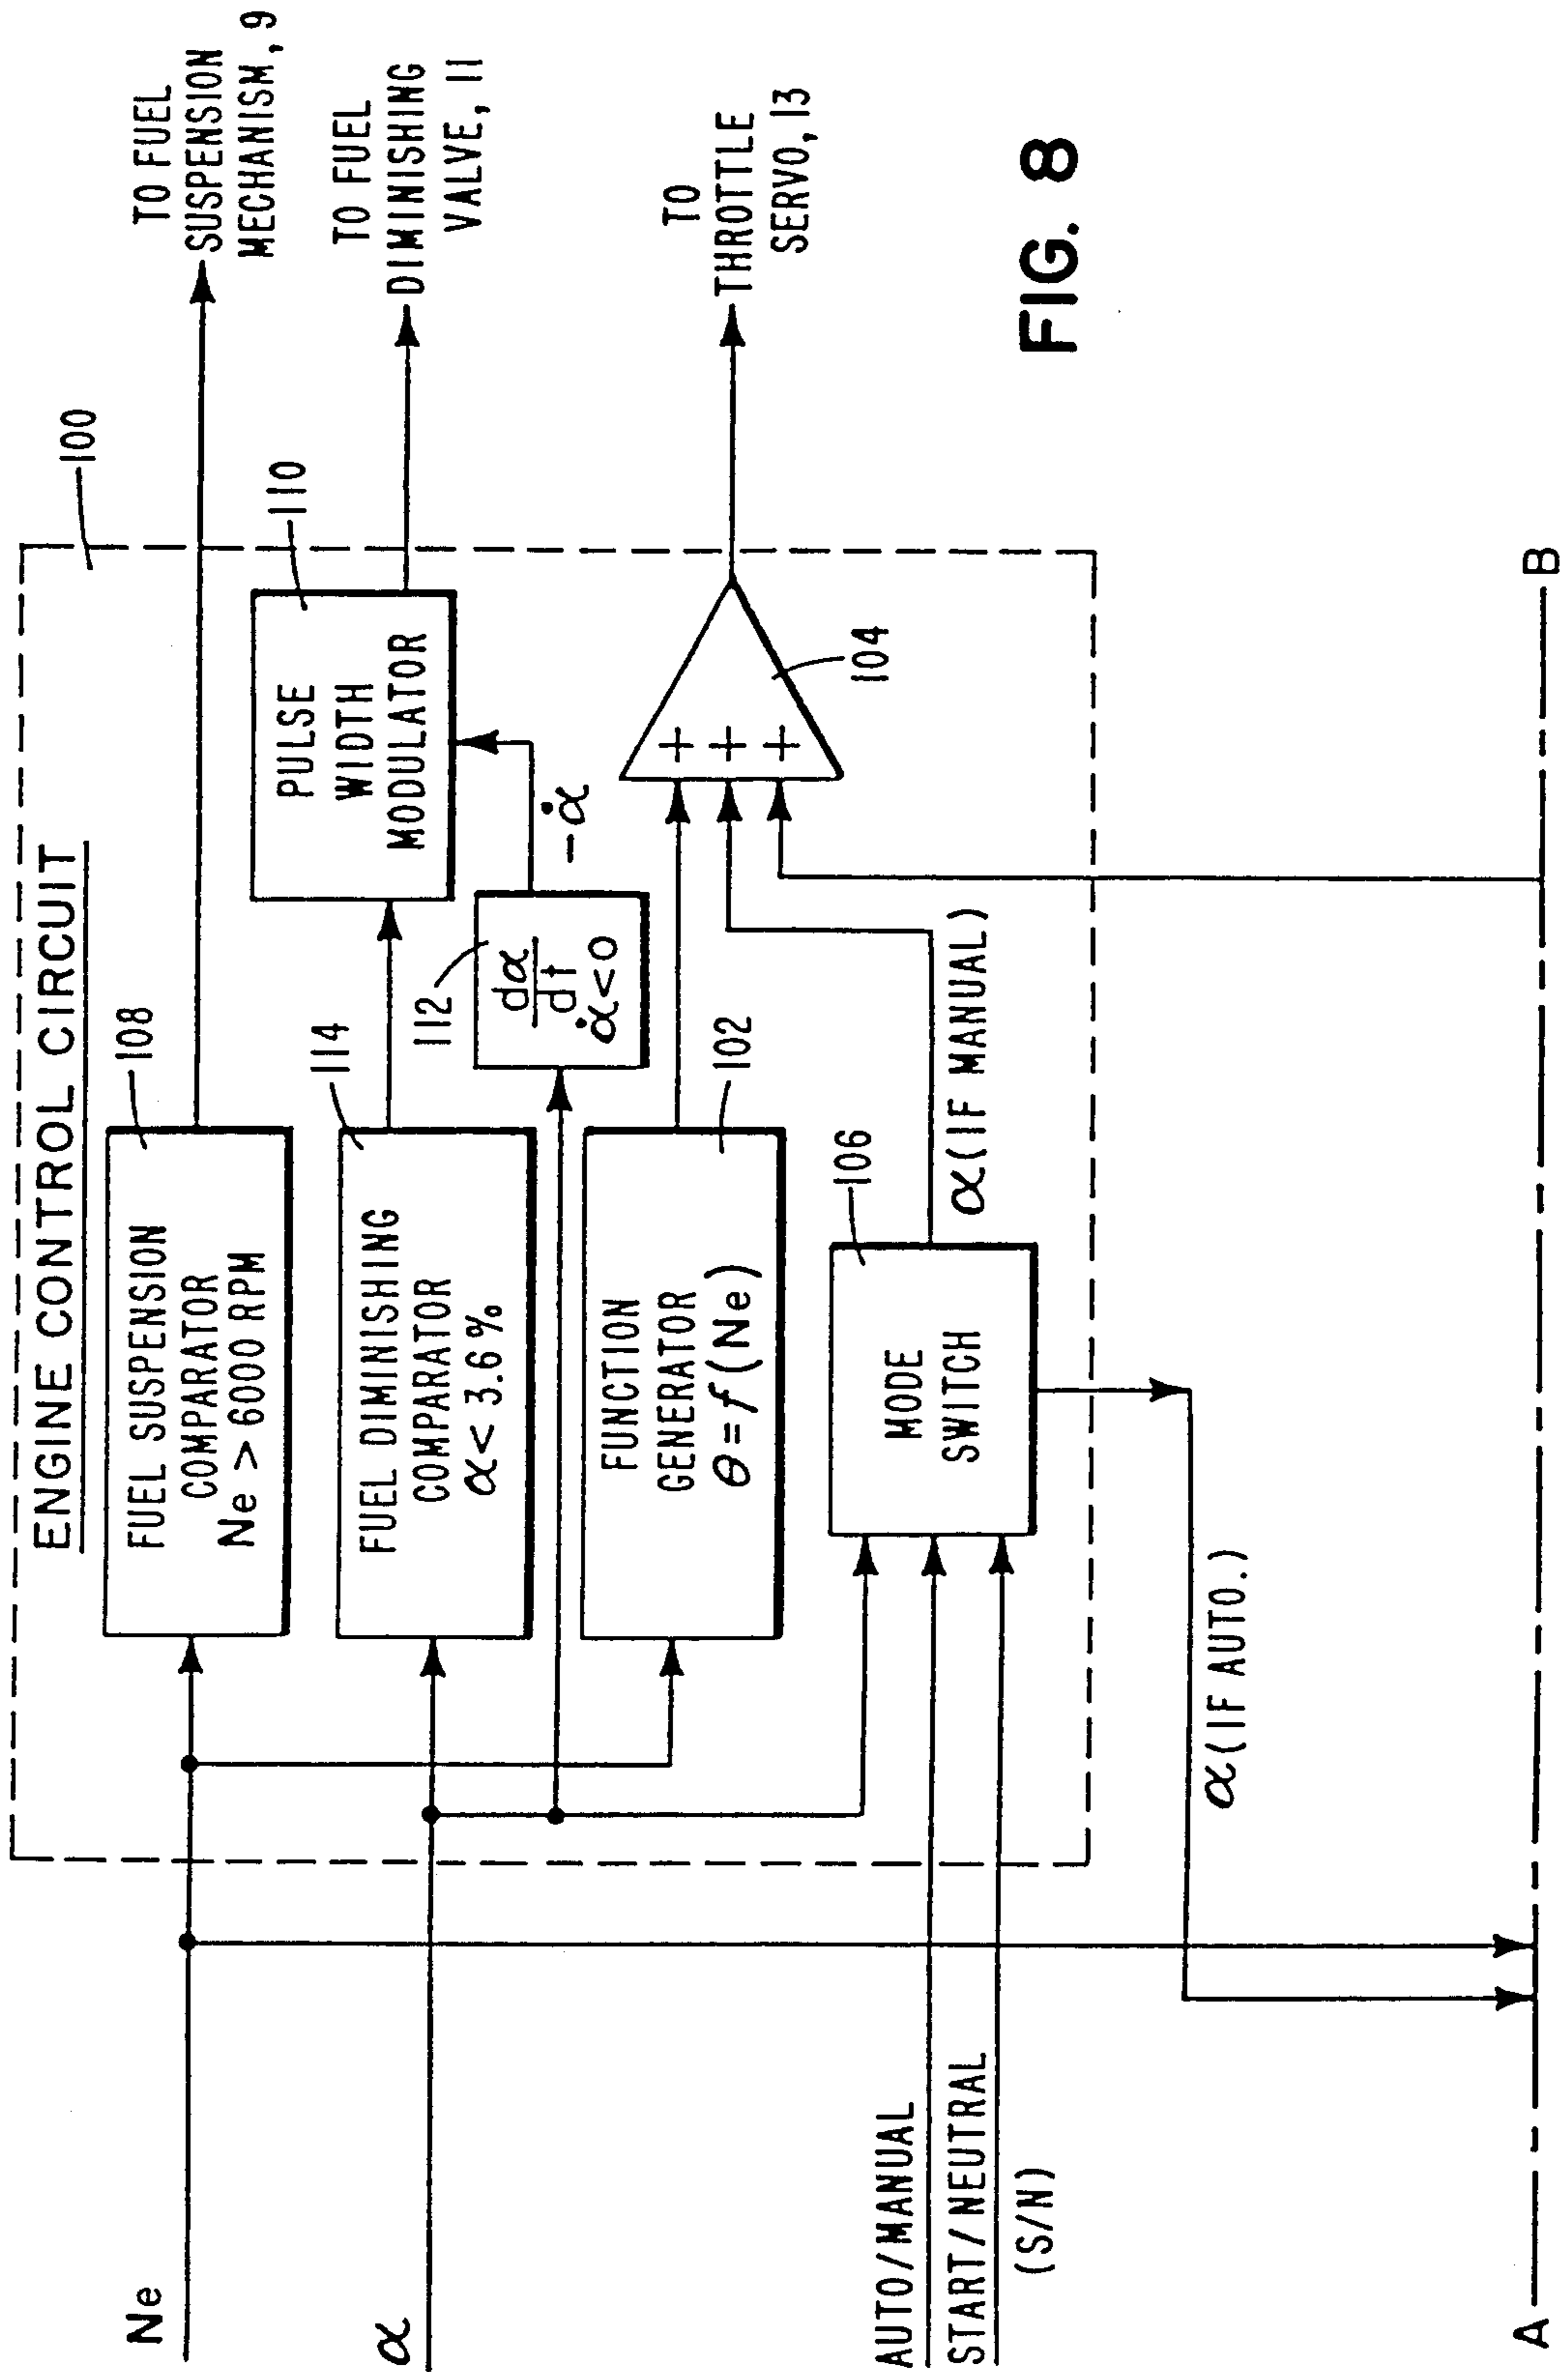 ENGINE CONTROL CIRCUIT
100
Ne
FUEL SUSPENSION
COMPARATOR
Ne > 6000 RPM
108
TO FUEL
SUSPENSION
MECHANISM, 9
α
FUEL DIMINISHING
COMPARATOR
α < 3.6 %
114
PULSE
WIDTH
MODULATOR
110
TO FUEL
DIMINISHING
VALVE, 11
112
dα
dt
α̇ < 0
-α̇
FUNCTION
GENERATOR
θ = f (Ne)
102
+
+
+
104
TO
THROTTLE
SERVO, 13
AUTO/MANUAL
START/NEUTRAL
(S/N)
MODE
SWITCH
106
α (IF MANUAL)
α (IF AUTO.)
A
B
FIG. 8